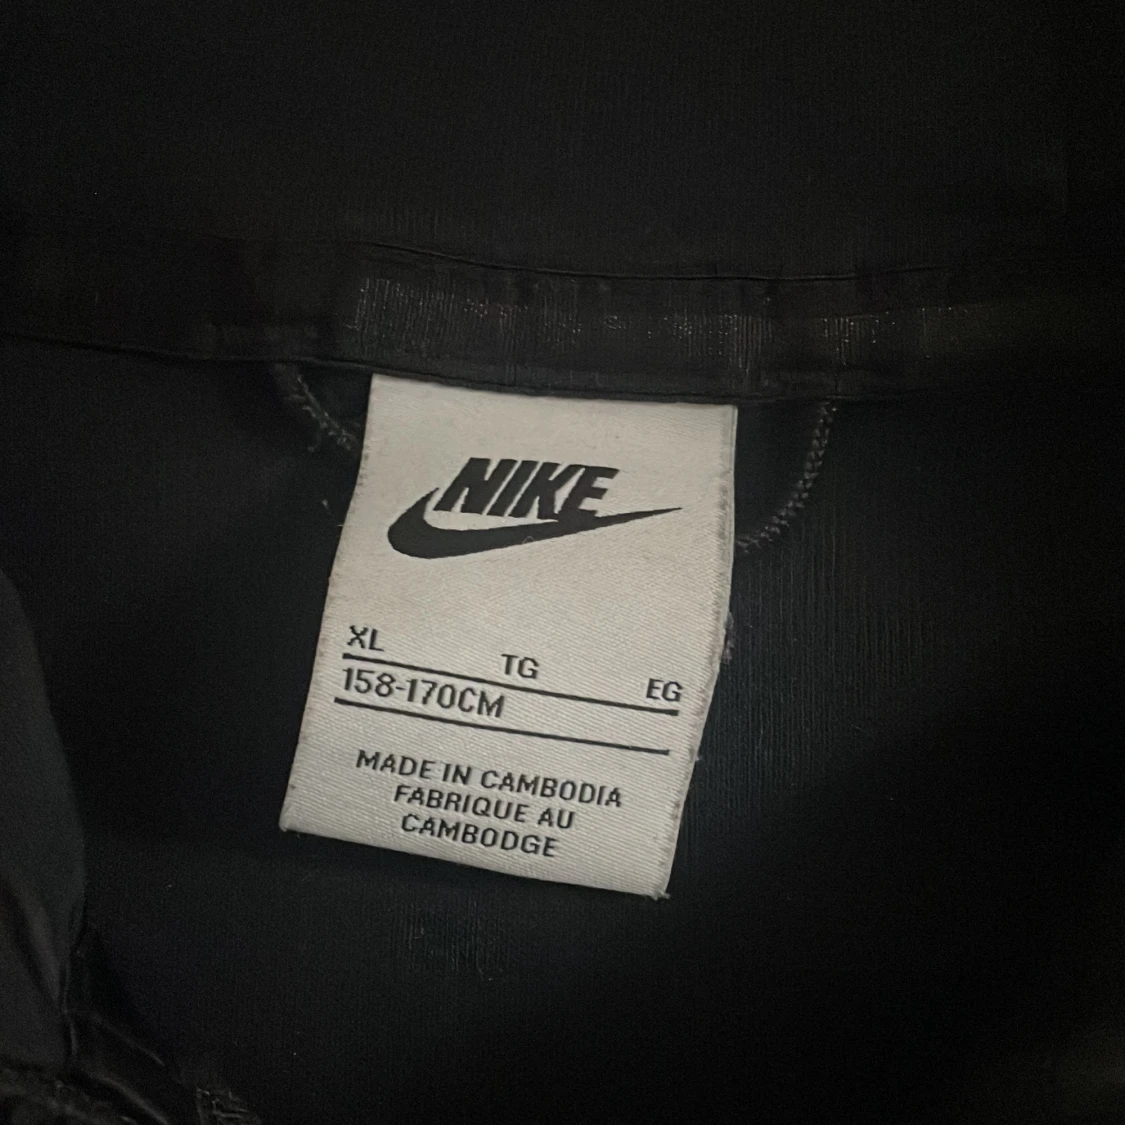 NIKE
XL TG EG
158-170CM
MADE IN CAMBODIA
FABRIQUE AU
CAMBODGE